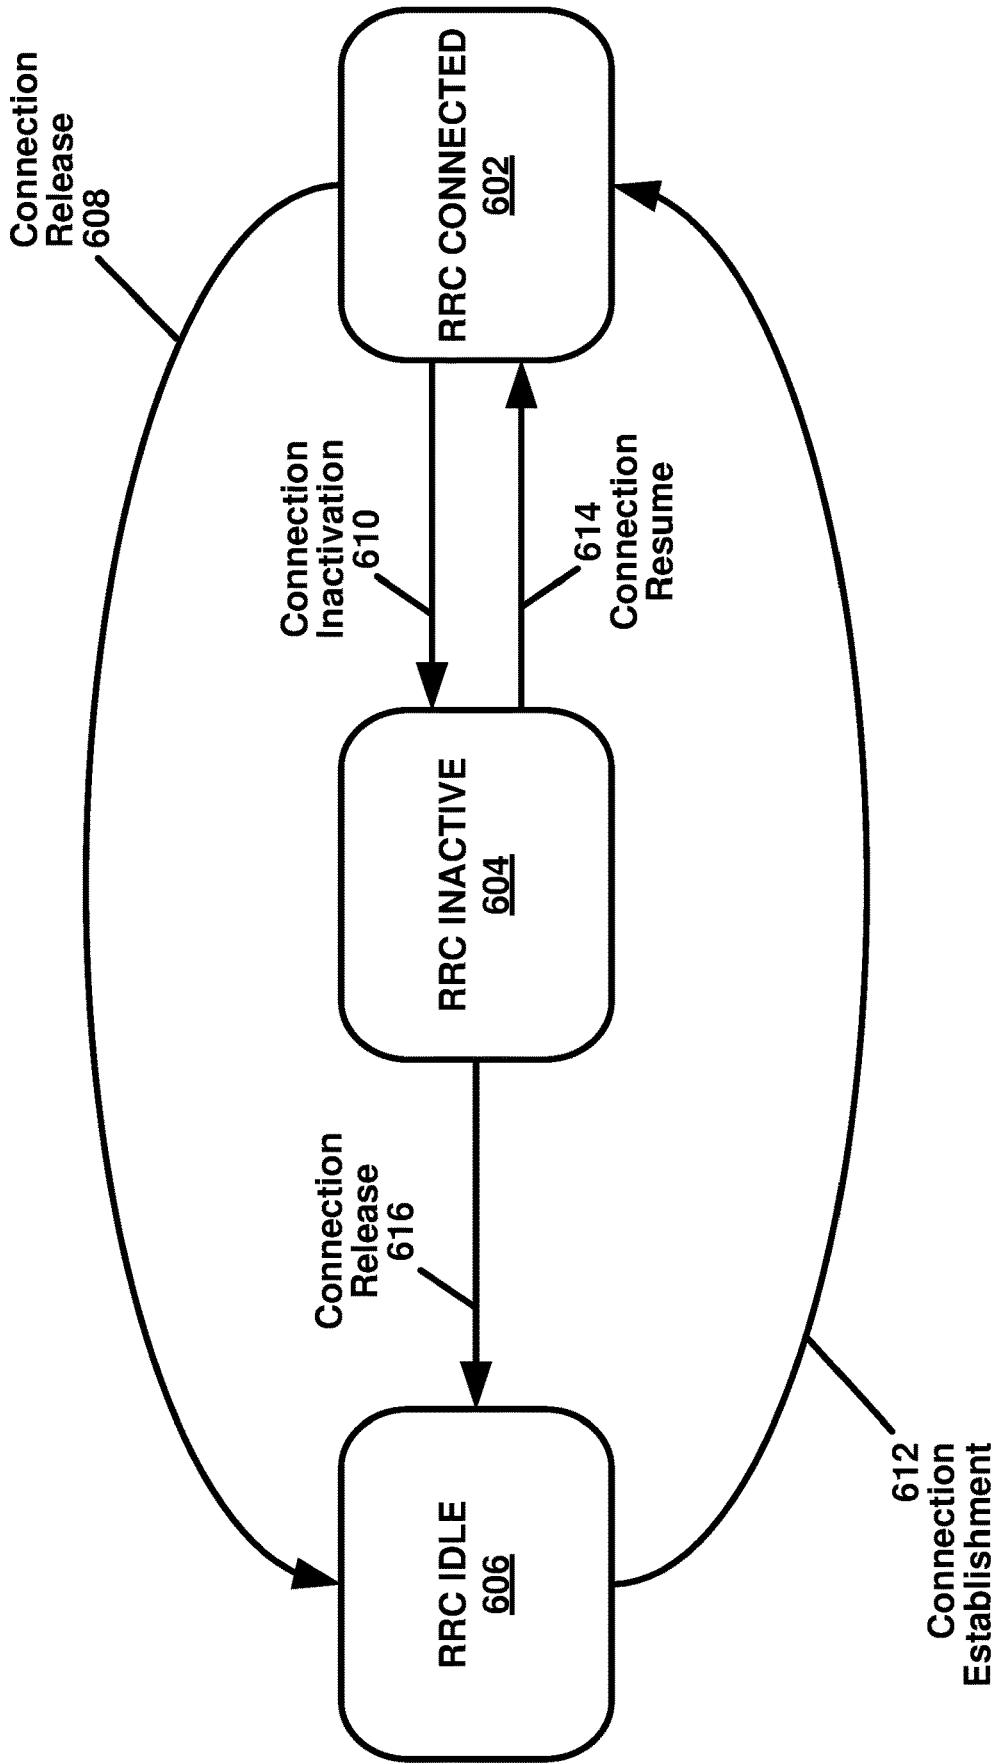 Connection
Release
608
RRC IDLE
606
Connection
Release
616
RRC INACTIVE
604
Connection
Inactivation
610
614
Connection
Resume
RRC CONNECTED
602
612
Connection
Establishment